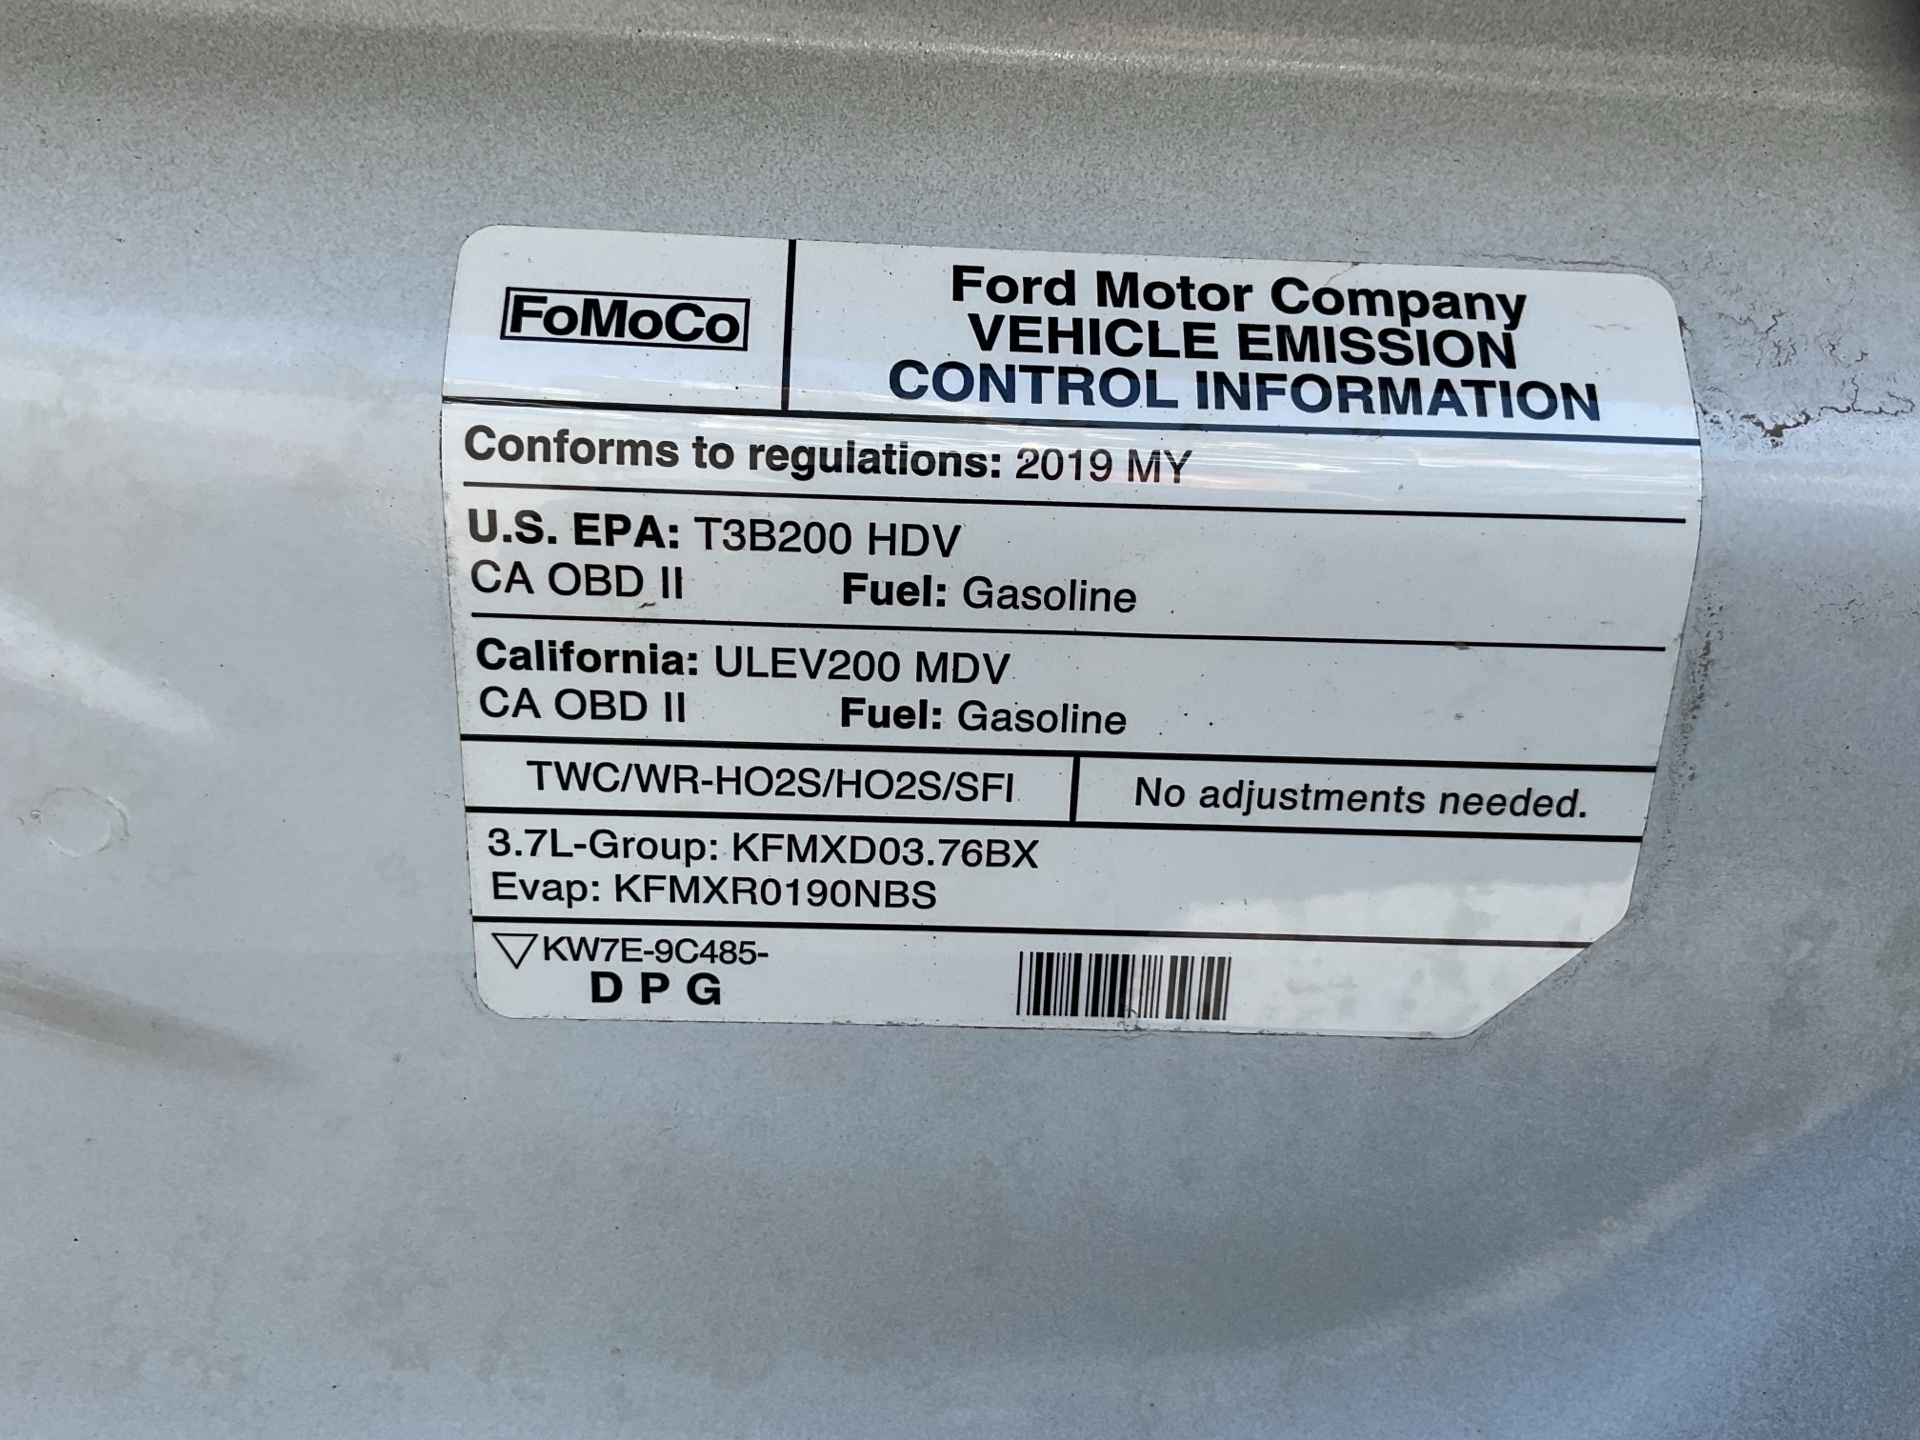 FoMoCo
Ford Motor Company
VEHICLE EMISSION
CONTROL INFORMATION
Conforms to regulations: 2019 MY
U.S. EPA: T3B200 HDV
CA OBD II Fuel: Gasoline
California: ULEV200 MDV
CA OBD II Fuel: Gasoline
TWC/WR-HO2S/HO2S/SFI
No adjustments needed.
3.7L-Group: KFMXD03.76BX
Evap: KFMXR0190NBS
KW7E-9C485-
D P G